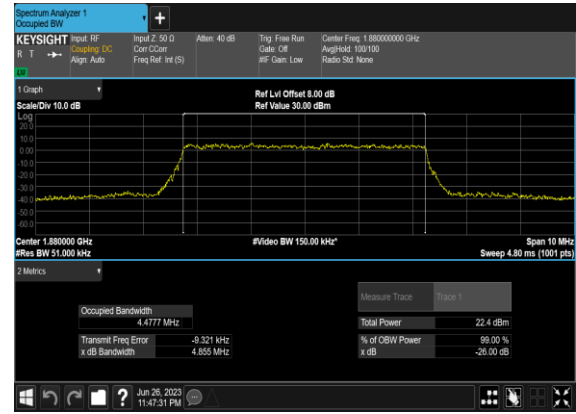 Spectrum Analyzer 1
Occupied BW
+
KEYSIGHT Input: RF Input Z: 50 Ω Atten: 40 dB Trig: Free Run Center Freq: 1.880000000 GHz
R T Coupling: DC Corr CCorr Gate: Off Avg|Hold: 100/100
Align: Auto Freq Ref: Int (S) #IF Gain: Low Radio Std: None
LW
1 Graph
Ref Lvl Offset 8.00 dB
Scale/Div 10.0 dB Ref Value 30.00 dBm
Log
20.0
10.0
0.00
-10.0
-20.0
-30.0
-40.0
-50.0
-60.0
Center 1.880000 GHz #Video BW 150.00 kHz* Span 10 MHz
#Res BW 51.000 kHz Sweep 4.80 ms (1001 pts)
2 Metrics
Measure Trace Trace 1
Occupied Bandwidth
4.4777 MHz Total Power 22.4 dBm
Transmit Freq Error -9.321 kHz % of OBW Power 99.00 %
x dB Bandwidth 4.855 MHz x dB -26.00 dB
? Jun 26, 2023
11:47:31 PM